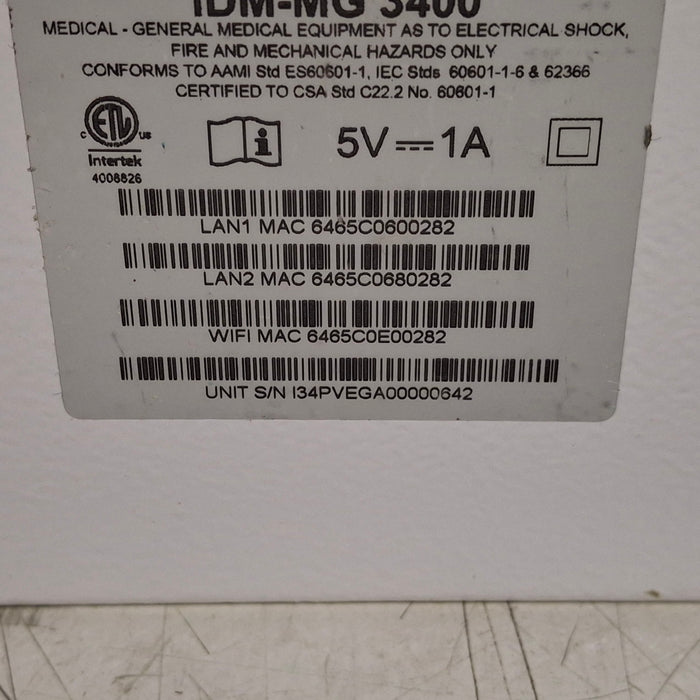 IDM-MG 3400
MEDICAL - GENERAL MEDICAL EQUIPMENT AS TO ELECTRICAL SHOCK,
FIRE AND MECHANICAL HAZARDS ONLY
CONFORMS TO AAMI Std ES60601-1, IEC Stds 60601-1-6 & 62366
CERTIFIED TO CSA Std C22.2 No. 60601-1
C ETL US
Intertek
4008826
i
5V 1A
LAN1 MAC 6465C0600282
LAN2 MAC 6465C0680282
WIFI MAC 6465C0E00282
UNIT S/N I34PVEGA00000642